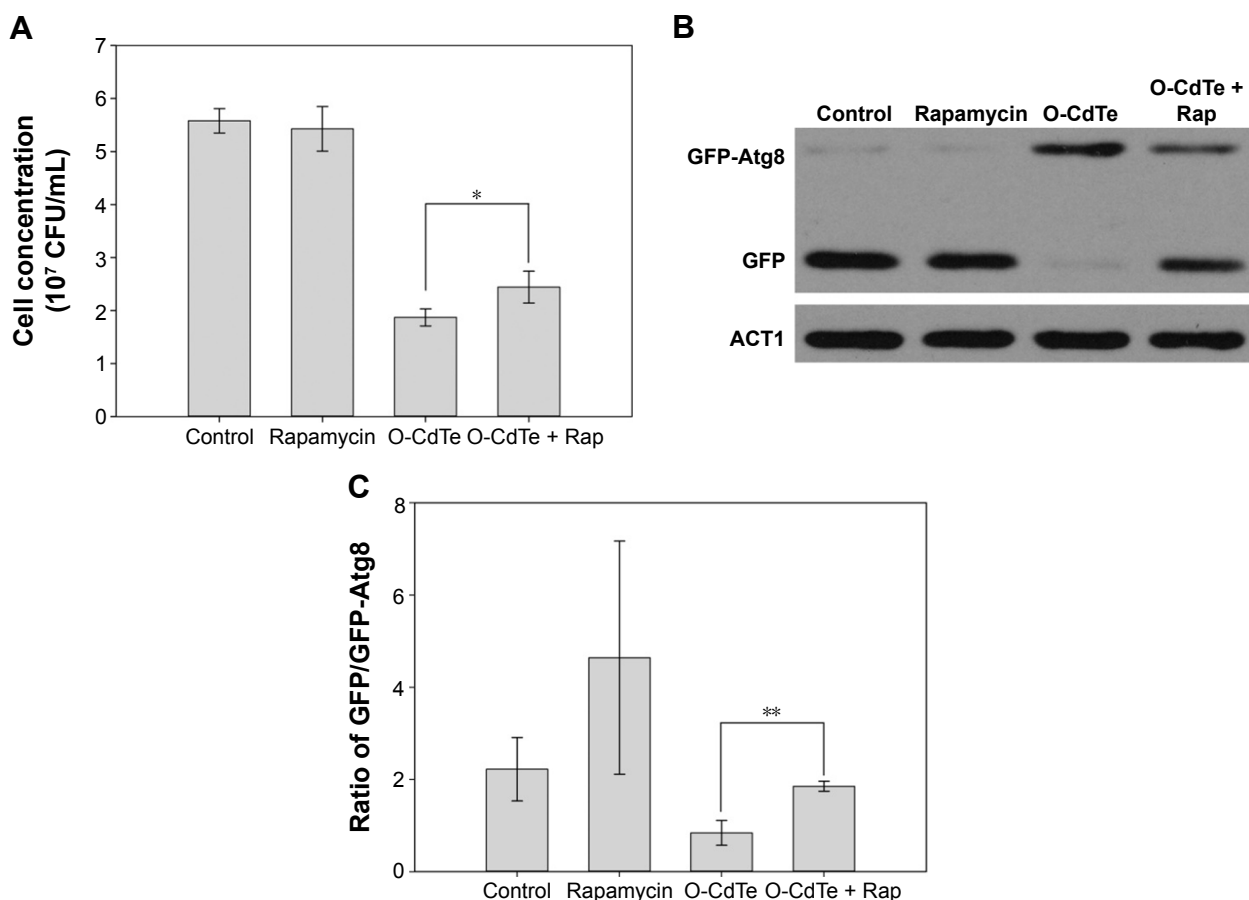 A
Cell concentration
(10⁷ CFU/mL)
7
6
5
4
3
2
1
0
*
Control
Rapamycin
O-CdTe
O-CdTe + Rap
B
Control
Rapamycin
O-CdTe
O-CdTe +
Rap
GFP-Atg8
GFP
ACT1
C
Ratio of GFP/GFP-Atg8
8
6
4
2
0
**
Control
Rapamycin
O-CdTe
O-CdTe + Rap